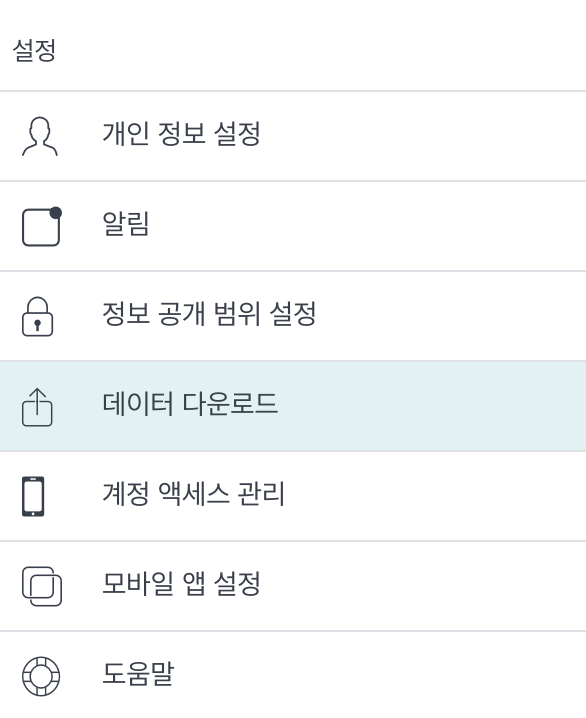 설정
개인 정보 설정
알림
정보 공개 범위 설정
데이터 다운로드
계정 액세스 관리
모바일 앱 설정
도움말